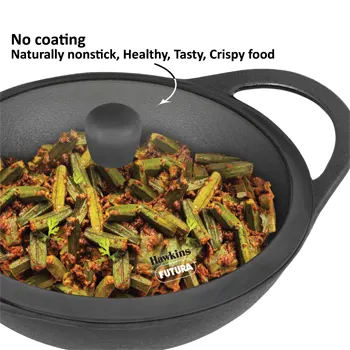 No coating
Naturally nonstick, Healthy, Tasty, Crispy food
Hawkins
FUTURA